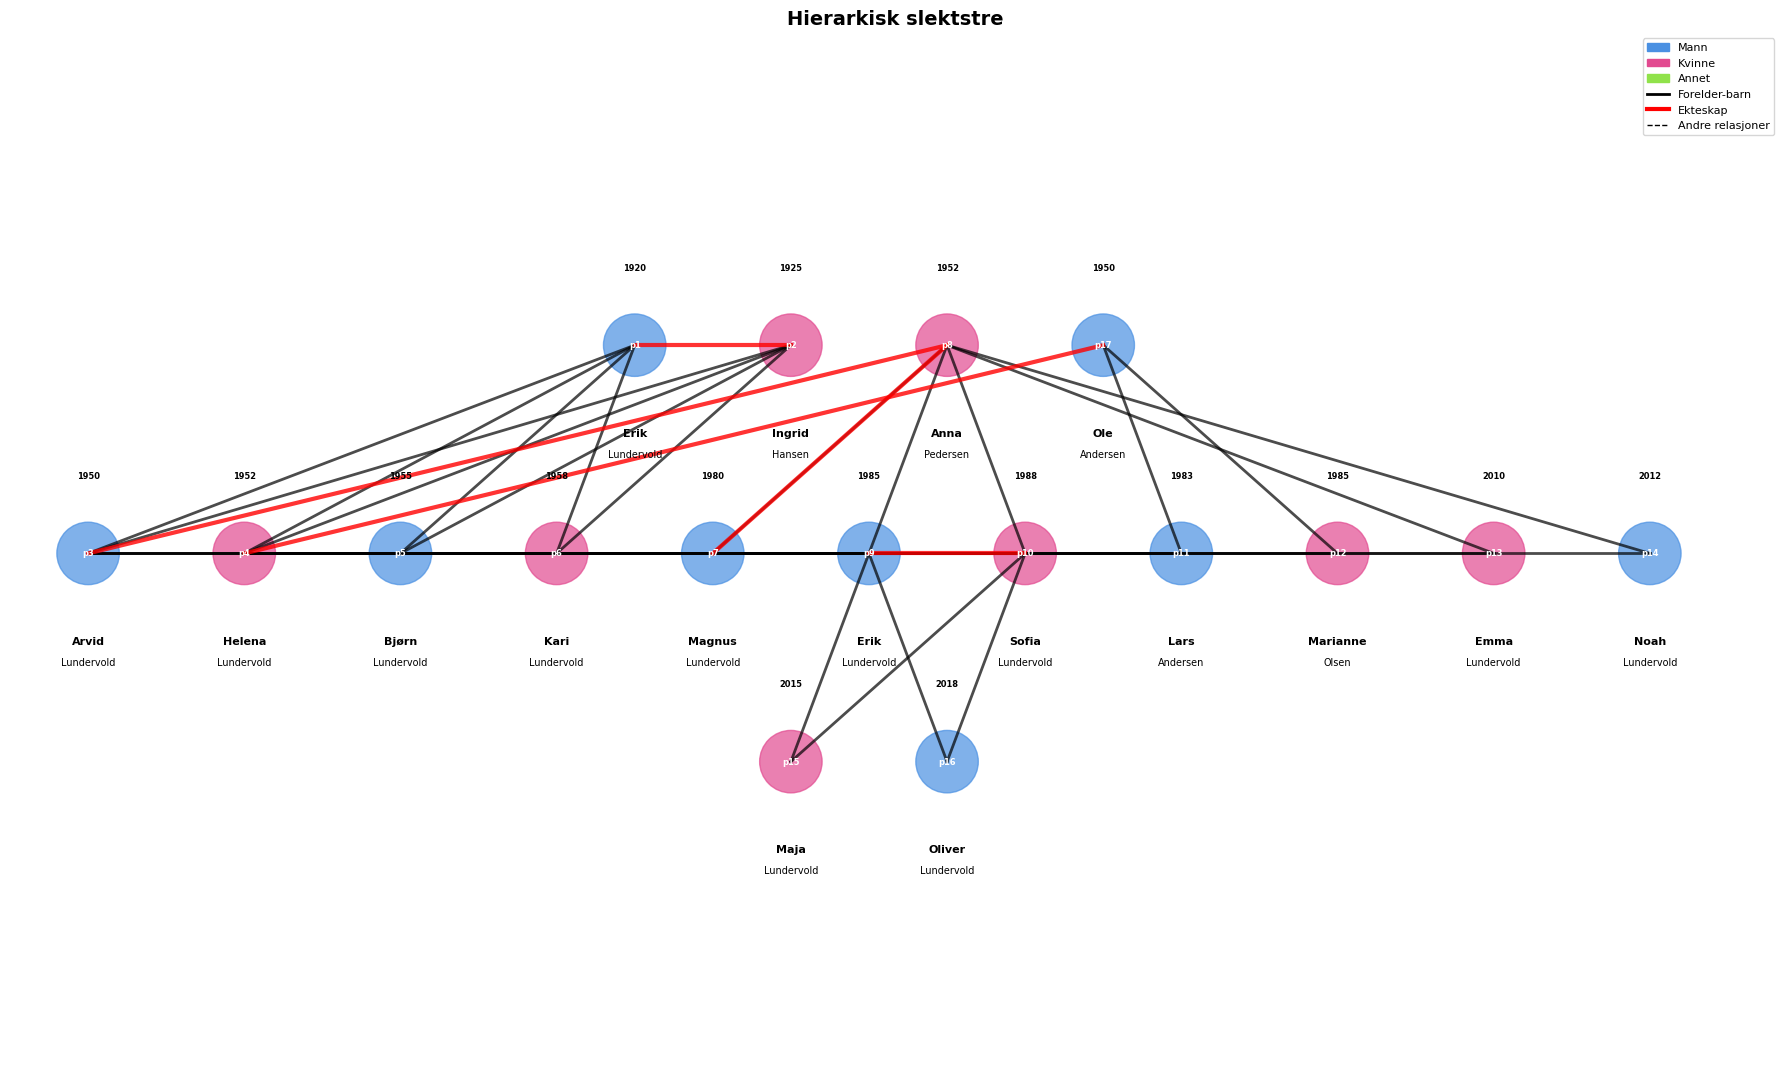 Hierarkisk slektstre
Mann
Kvinne
Annet
Forelder-barn
Ekteskap
Andre relasjoner
1920 1925 1952 1950
p1 p2 p8 p17
Erik Ingrid Anna Ole
Lundervold Hansen Pedersen Andersen
1950 1952 1955 1958 1980 1985 1988 1983 1985 2010 2012
p3 p4 p5 p6 p7 p9 p10 p11 p12 p13 p14
Arvid Helena Bjørn Kari Magnus Erik Sofia Lars Marianne Emma Noah
Lundervold Lundervold Lundervold Lundervold Lundervold Lundervold Lundervold Andersen Olsen Lundervold Lundervold
2015 2018
p15 p16
Maja Oliver
Lundervold Lundervold